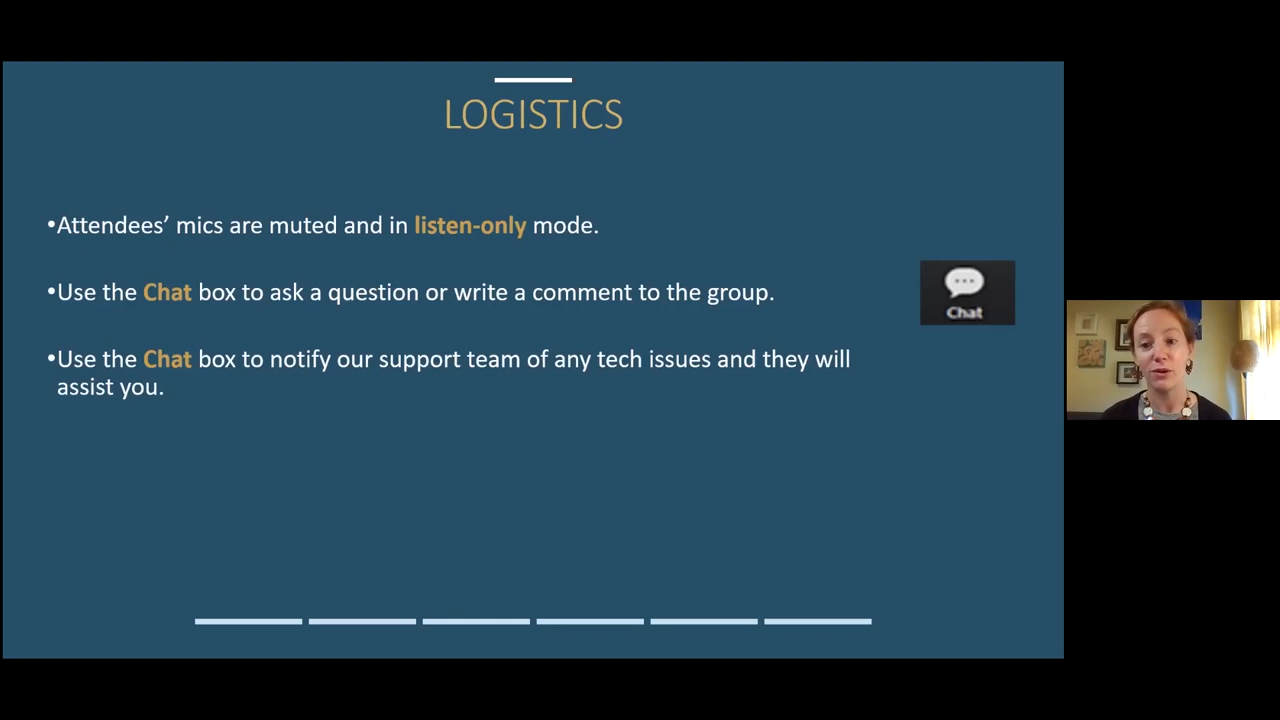 LOGISTICS
•Attendees’ mics are muted and in listen-only mode.
•Use the Chat box to ask a question or write a comment to the group.
Chat
•Use the Chat box to notify our support team of any tech issues and they will
assist you.